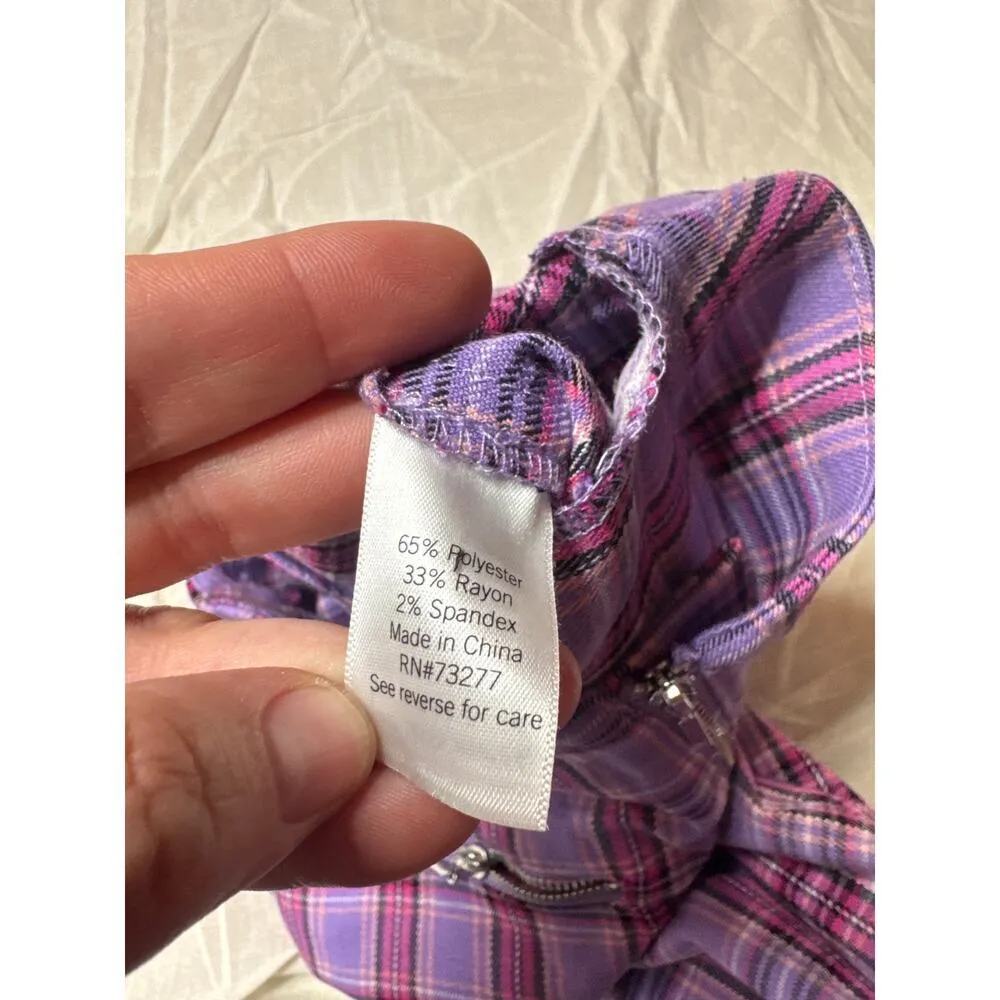 65% Polyester
33% Rayon
2% Spandex
Made in China
RN#73277
See reverse for care